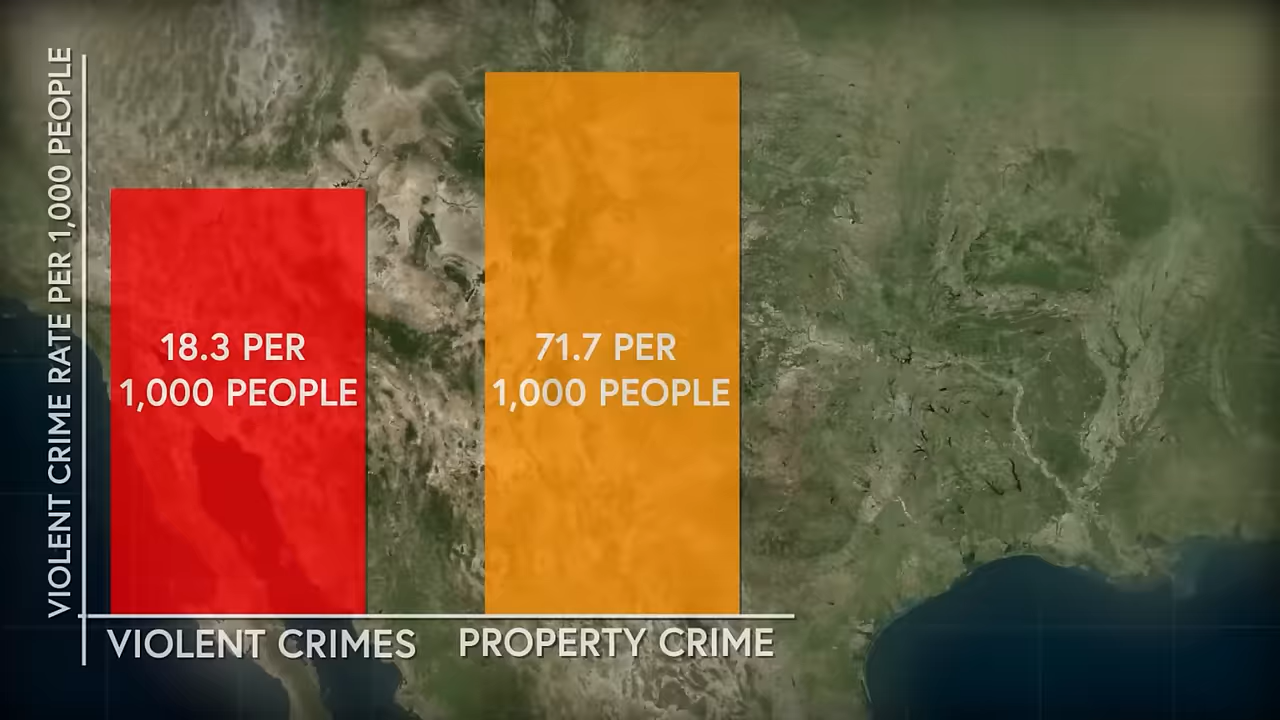 VIOLENT CRIME RATE PER 1,000 PEOPLE
18.3 PER
1,000 PEOPLE
71.7 PER
1,000 PEOPLE
VIOLENT CRIMES
PROPERTY CRIME